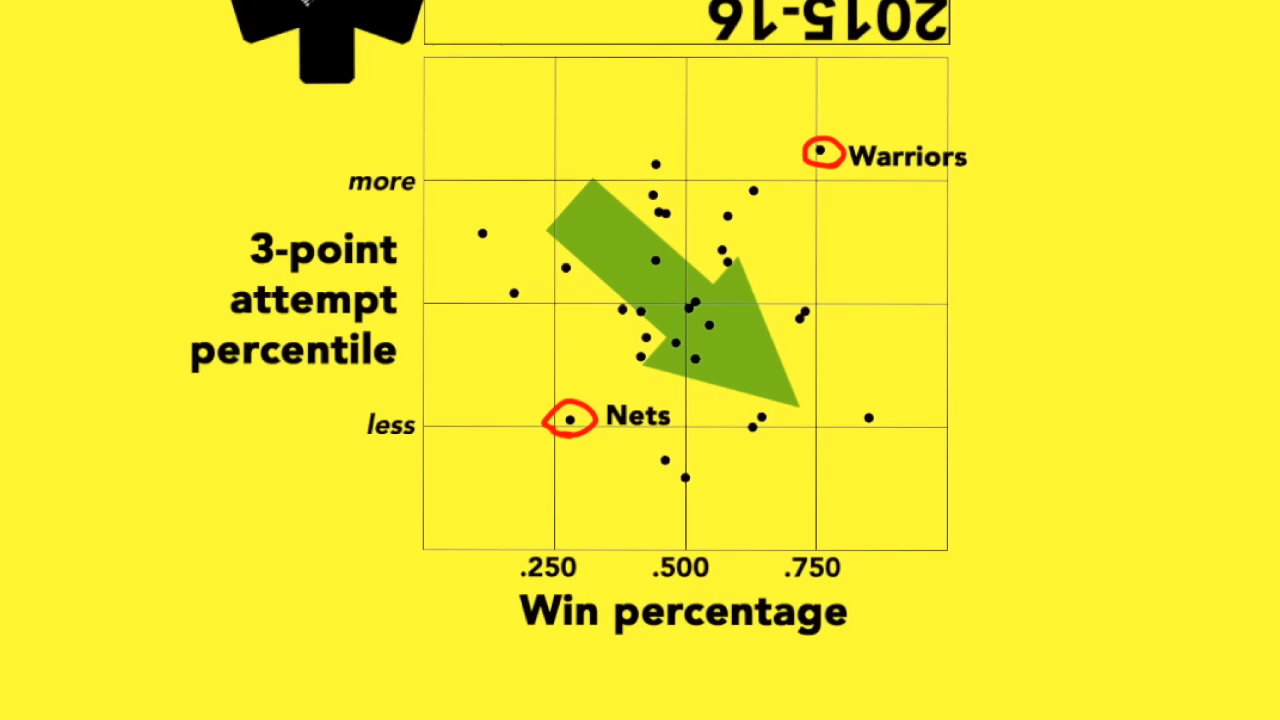 2015-16
Warriors
more
3-point
attempt
percentile
less
Nets
.250 .500 .750
Win percentage